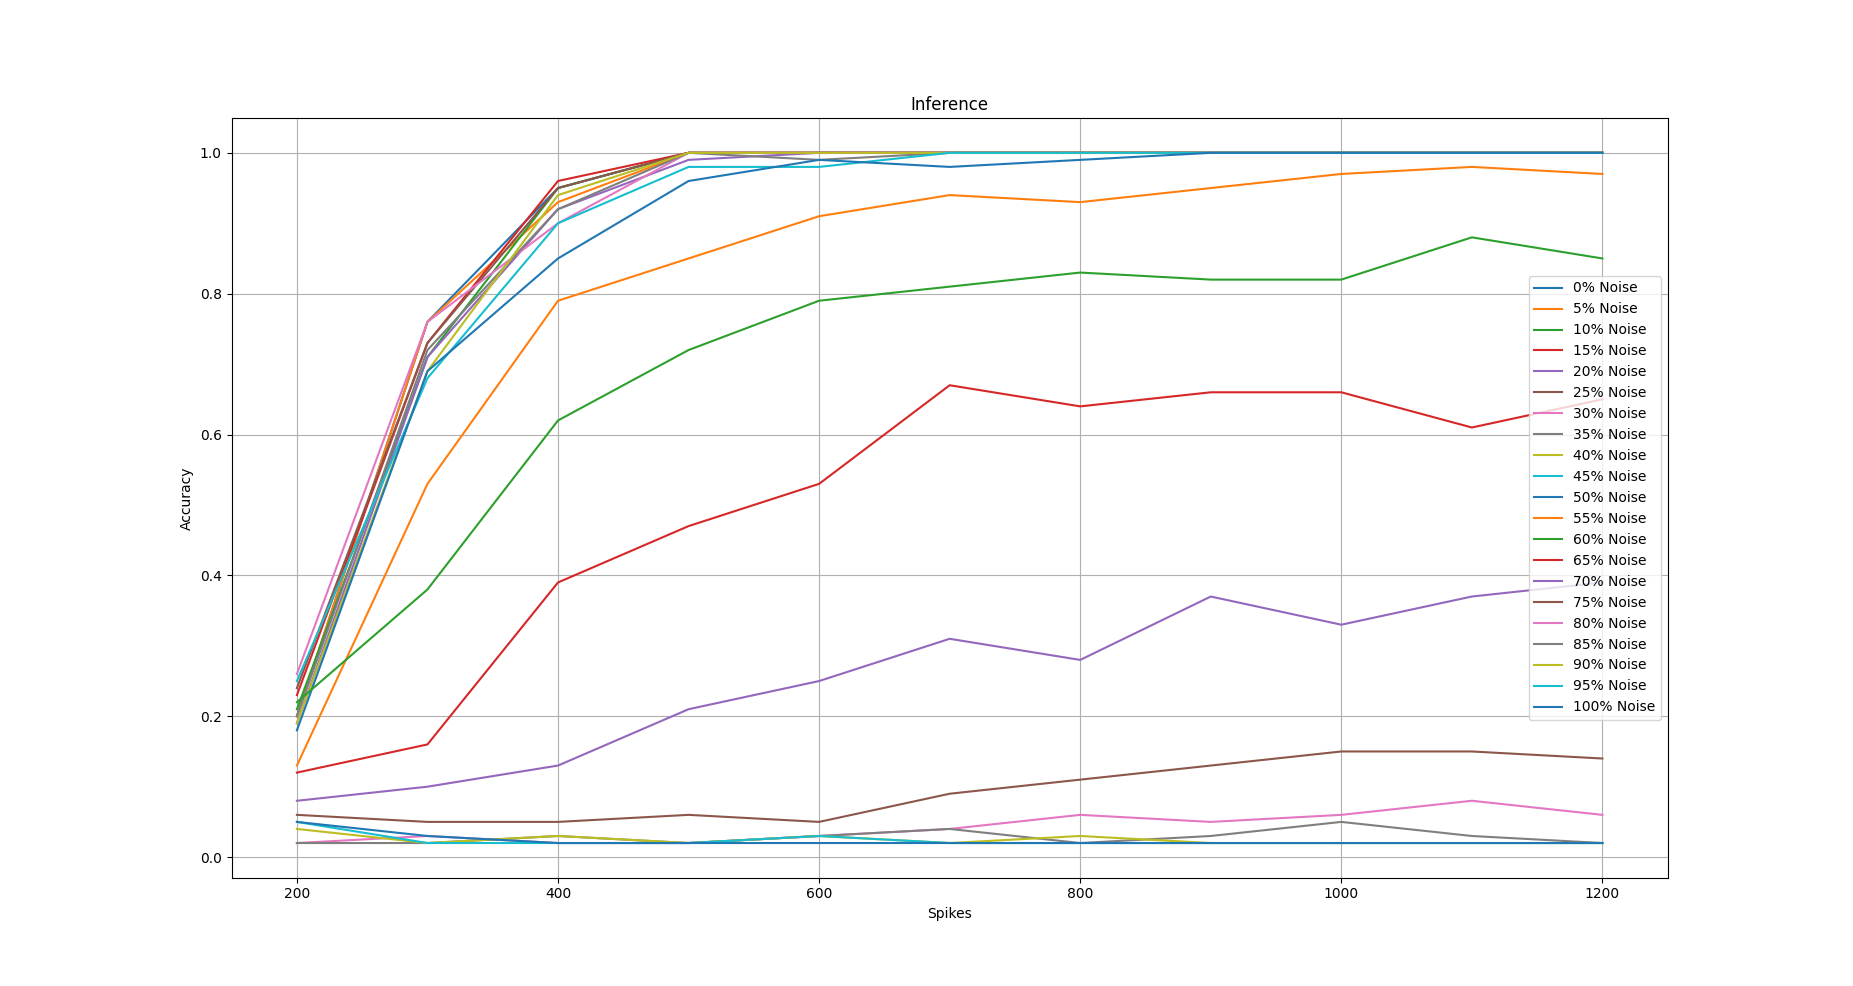 Inference
1.0
0.8
0.6
0.4
0.2
0.0
Accuracy
200 400 600 800 1000 1200
Spikes
0% Noise
5% Noise
10% Noise
15% Noise
20% Noise
25% Noise
30% Noise
35% Noise
40% Noise
45% Noise
50% Noise
55% Noise
60% Noise
65% Noise
70% Noise
75% Noise
80% Noise
85% Noise
90% Noise
95% Noise
100% Noise